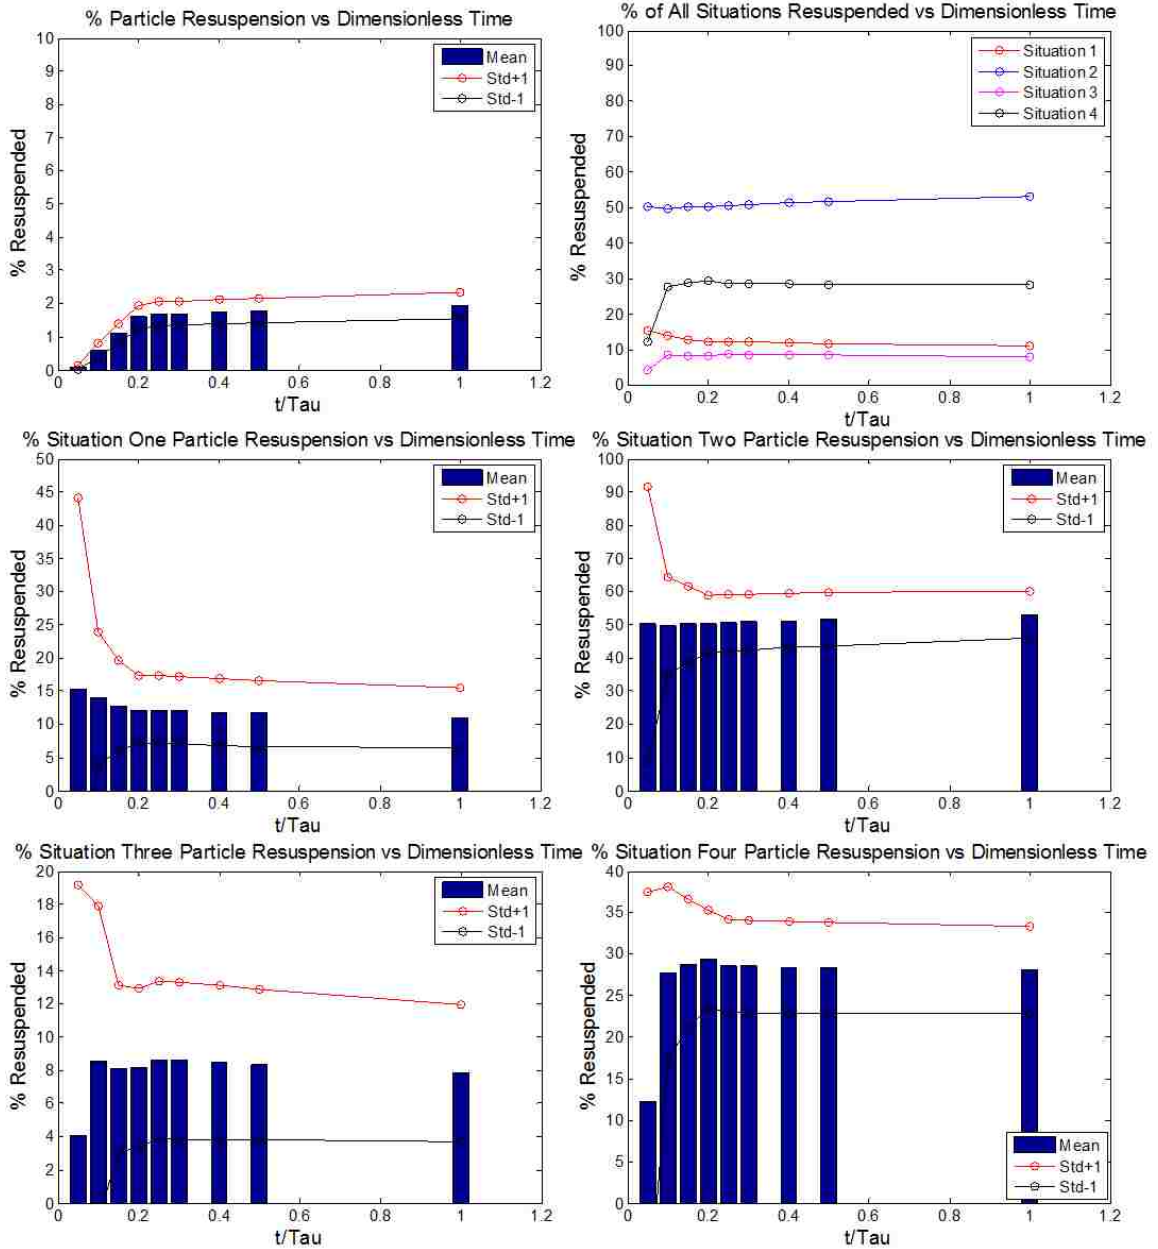 % Particle Resuspension vs Dimensionless Time
10
9
8
7
6
5
4
3
2
1
0
% Resuspended
Mean
Std+1
Std-1
0 0.2 0.4 0.6 0.8 1 1.2
t/Tau
% of All Situations Resuspended vs Dimensionless Time
100
90
80
70
60
50
40
30
20
10
0
% Resuspended
Situation 1
Situation 2
Situation 3
Situation 4
0 0.2 0.4 0.6 0.8 1 1.2
t/Tau
% Situation One Particle Resuspension vs Dimensionless Time
50
45
40
35
30
25
20
15
10
5
0
% Resuspended
Mean
Std+1
Std-1
0 0.2 0.4 0.6 0.8 1 1.2
t/Tau
% Situation Two Particle Resuspension vs Dimensionless Time
100
90
80
70
60
50
40
30
20
10
0
% Resuspended
Mean
Std+1
Std-1
0 0.2 0.4 0.6 0.8 1 1.2
t/Tau
% Situation Three Particle Resuspension vs Dimensionless Time
20
18
16
14
12
10
8
6
4
2
0
% Resuspended
Mean
Std+1
Std-1
0 0.2 0.4 0.6 0.8 1 1.2
t/Tau
% Situation Four Particle Resuspension vs Dimensionless Time
40
35
30
25
20
15
10
5
0
% Resuspended
Mean
Std+1
Std-1
0 0.2 0.4 0.6 0.8 1 1.2
t/Tau